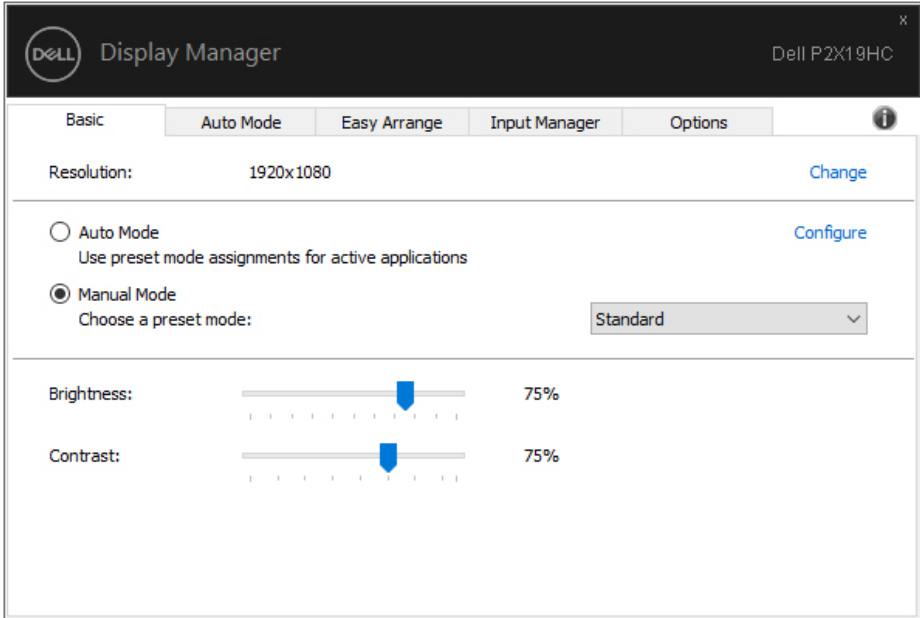 x
DELL Display Manager
Dell P2X19HC
Basic Auto Mode Easy Arrange Input Manager Options
Resolution: 1920x1080 Change
Auto Mode Configure
Use preset mode assignments for active applications
Manual Mode
Choose a preset mode: Standard
Brightness: 75%
Contrast: 75%